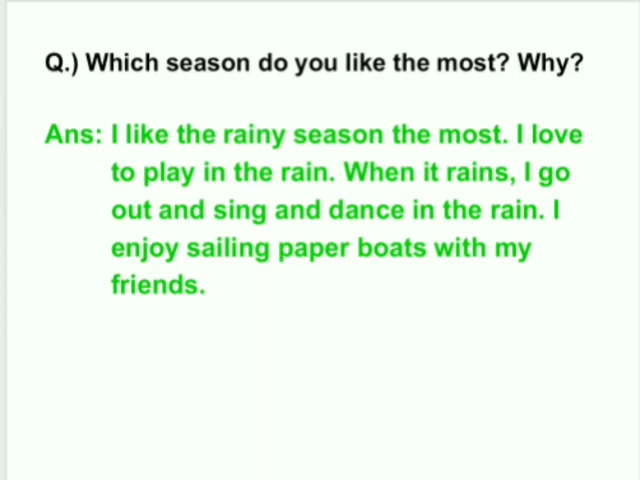 Q.) Which season do you like the most? Why?
Ans: I like the rainy season the most. I love
to play in the rain. When it rains, I go
out and sing and dance in the rain. I
enjoy sailing paper boats with my
friends.